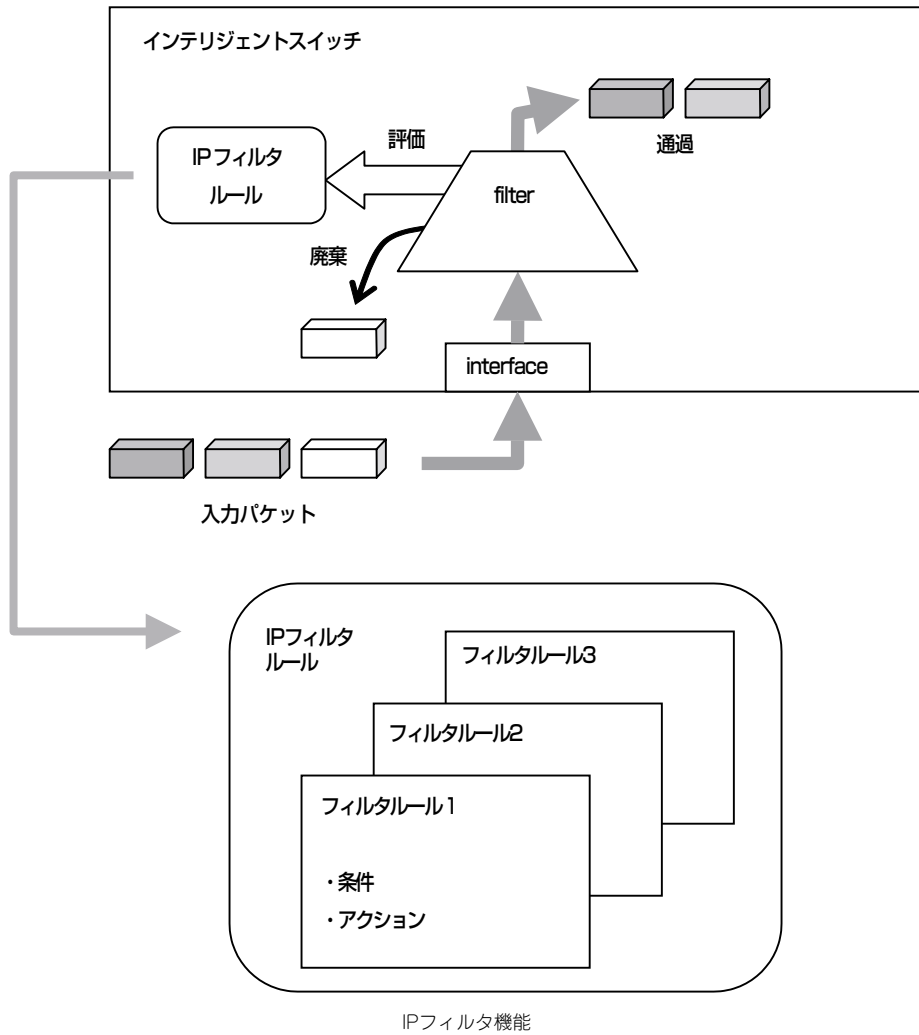 インテリジェントスイッチ
IPフィルタ
ルール
評価
filter
通過
廃棄
interface
入力パケット
IPフィルタ
ルール
フィルタルール3
フィルタルール2
フィルタルール1
・条件
・アクション
IPフィルタ機能